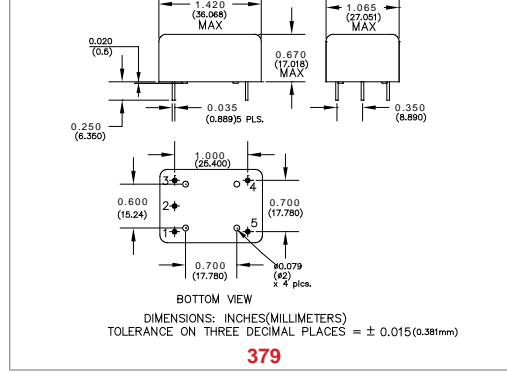 1.420
(36.068)
MAX
1.065
(27.051)
MAX
0.020
(0.5)
0.670
(17.018)
MAX
0.250
(6.350)
0.035
(0.889)5 PLS.
0.350
(8.890)
1.000
(25.400)
3
4
0.600
(15.24)
2
0.700
(17.780)
1
5
0.700
(17.780)
ø0.079
(ø2)
x 4 plcs.
BOTTOM VIEW
DIMENSIONS: INCHES(MILLIMETERS)
TOLERANCE ON THREE DECIMAL PLACES = ± 0.015(0.381mm)
379